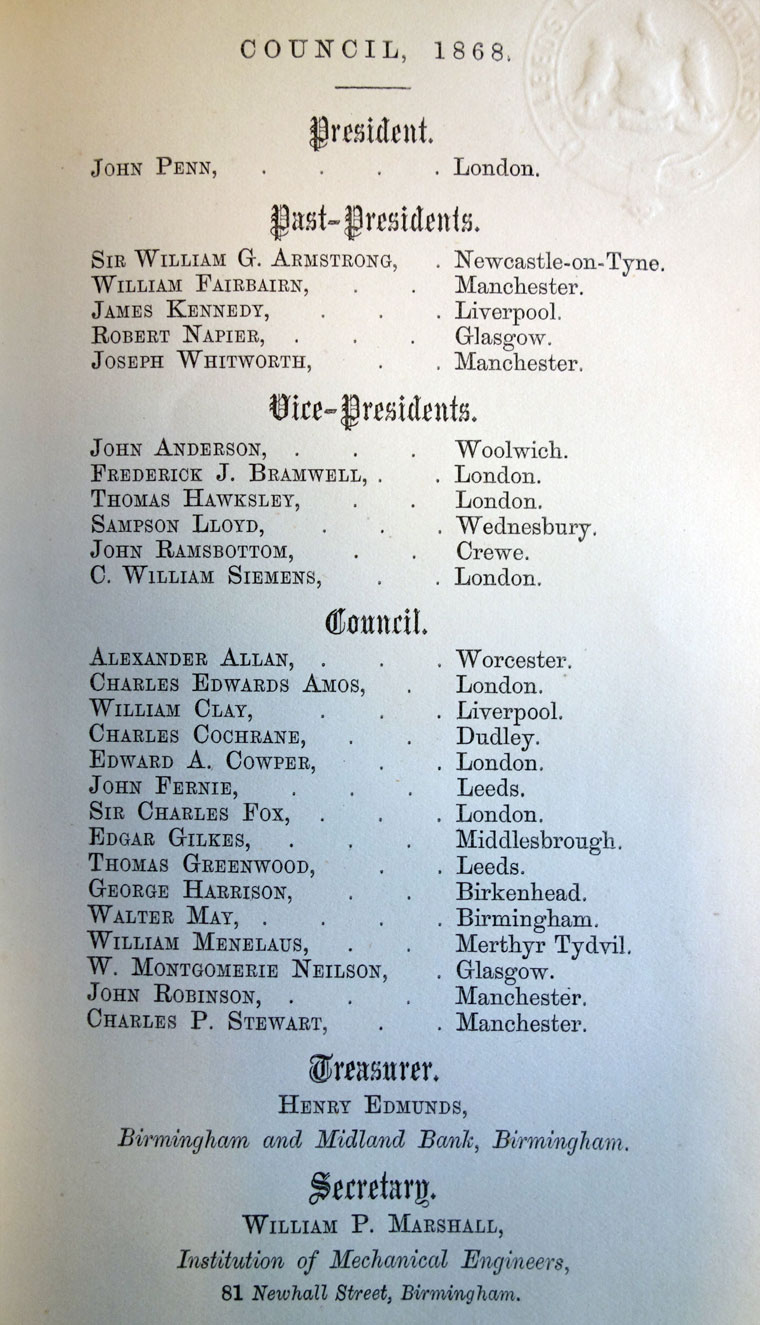 COUNCIL, 1868.
President.
JOHN PENN, . . . . London.
Past-Presidents.
SIR WILLIAM G. ARMSTRONG, . Newcastle-on-Tyne.
WILLIAM FAIRBAIRN, . . Manchester.
JAMES KENNEDY, . . . Liverpool.
ROBERT NAPIER, . . . Glasgow.
JOSEPH WHITWORTH, . . Manchester.
Vice-Presidents.
JOHN ANDERSON, . . . Woolwich.
FREDERICK J. BRAMWELL, . . London.
THOMAS HAWKSLEY, . . London.
SAMPSON LLOYD, . . . Wednesbury.
JOHN RAMSBOTTOM, . . Crewe.
C. WILLIAM SIEMENS, . . London.
Council.
ALEXANDER ALLAN, . . . Worcester.
CHARLES EDWARDS AMOS, . London.
WILLIAM CLAY, . . . Liverpool.
CHARLES COCHRANE, . . Dudley.
EDWARD A. COWPER, . . London.
JOHN FERNIE, . . . Leeds.
SIR CHARLES FOX, . . . London.
EDGAR GILKES, . . . Middlesbrough.
THOMAS GREENWOOD, . . Leeds.
GEORGE HARRISON, . . Birkenhead.
WALTER MAY, . . . . Birmingham.
WILLIAM MENELAUS, . . Merthyr Tydvil.
W. MONTGOMERIE NEILSON, . Glasgow.
JOHN ROBINSON, . . . Manchester.
CHARLES P. STEWART, . . Manchester.
Treasurer.
HENRY EDMUNDS,
Birmingham and Midland Bank, Birmingham.
Secretary.
WILLIAM P. MARSHALL,
Institution of Mechanical Engineers,
81 Newhall Street, Birmingham.